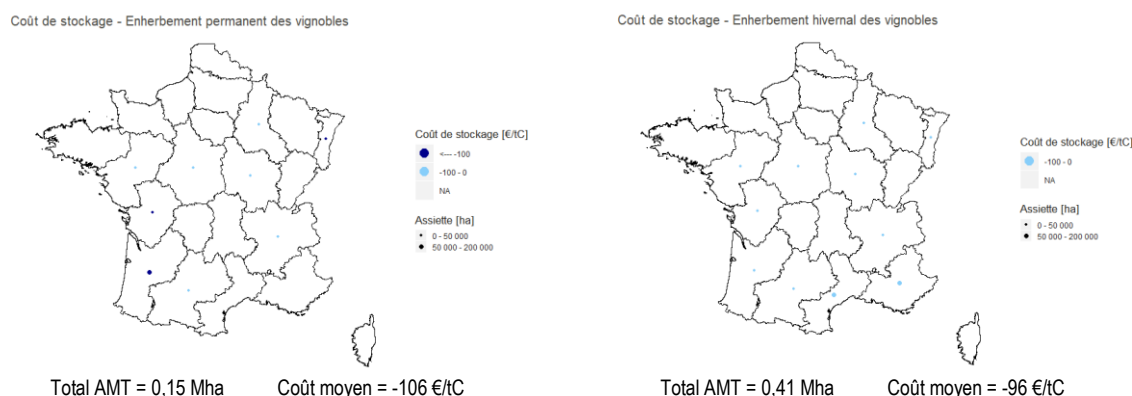 Coût de stockage - Enherbement permanent des vignobles
Coût de stockage [€/tC]
<--- -100
-100 - 0
NA
Assiette [ha]
0 - 50 000
50 000 - 200 000
Total AMT = 0,15 Mha Coût moyen = -106 €/tC
Coût de stockage - Enherbement hivernal des vignobles
Coût de stockage [€/tC]
-100 - 0
NA
Assiette [ha]
0 - 50 000
50 000 - 200 000
Total AMT = 0,41 Mha Coût moyen = -96 €/tC